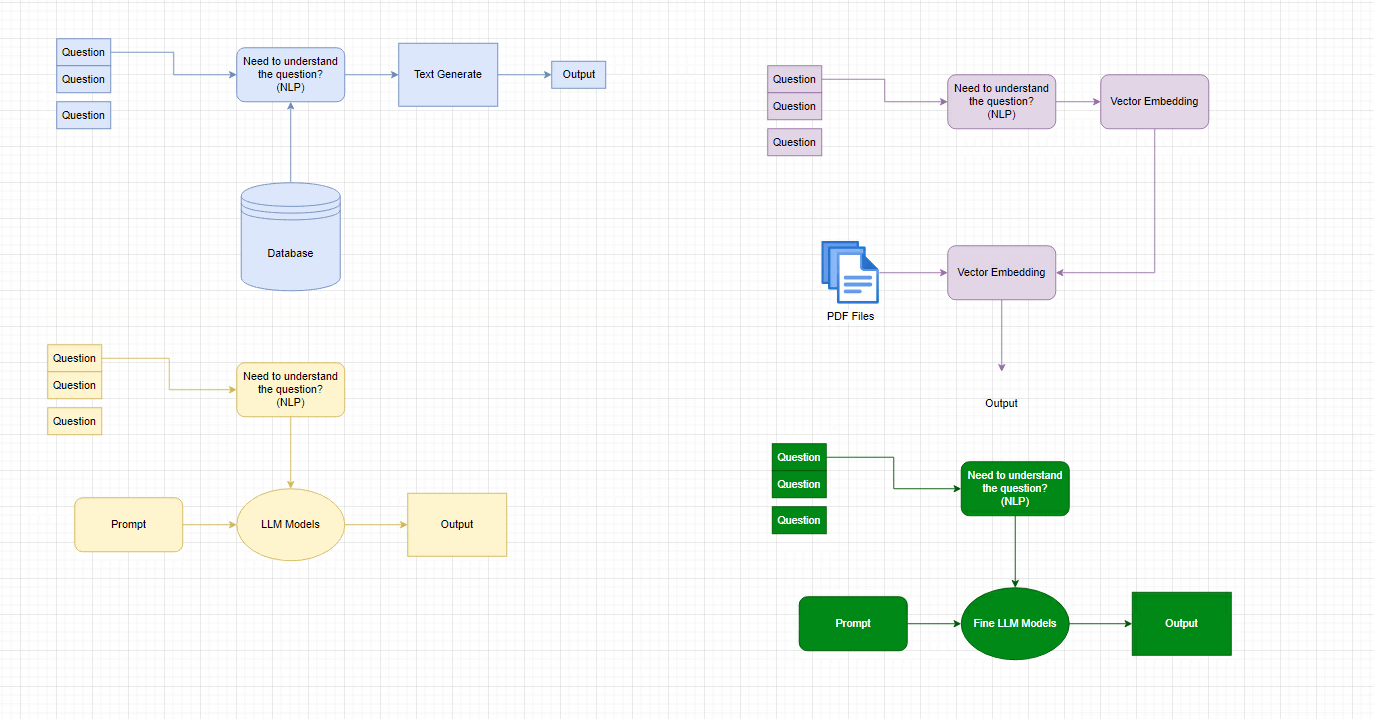 Question
Question
Question
Need to understand
the question?
(NLP)
Text Generate
Output
Database
Question
Question
Question
Need to understand
the question?
(NLP)
Vector Embedding
PDF Files
Vector Embedding
Output
Question
Question
Question
Need to understand
the question?
(NLP)
Prompt
LLM Models
Output
Question
Question
Question
Need to understand
the question?
(NLP)
Prompt
Fine LLM Models
Output